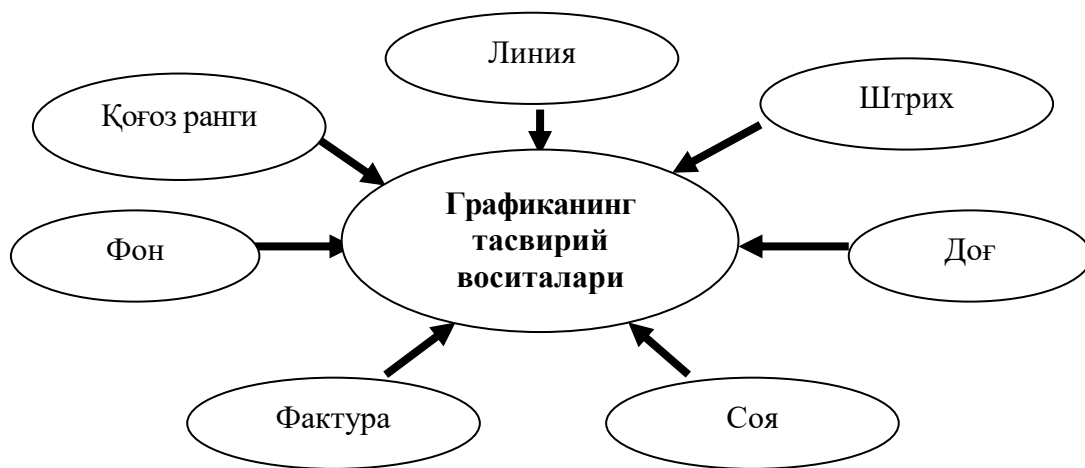 Линия
Қоғоз ранги
Штрих
Графиканинг
тасвирий
воситалари
Фон
Доғ
Фактура
Соя